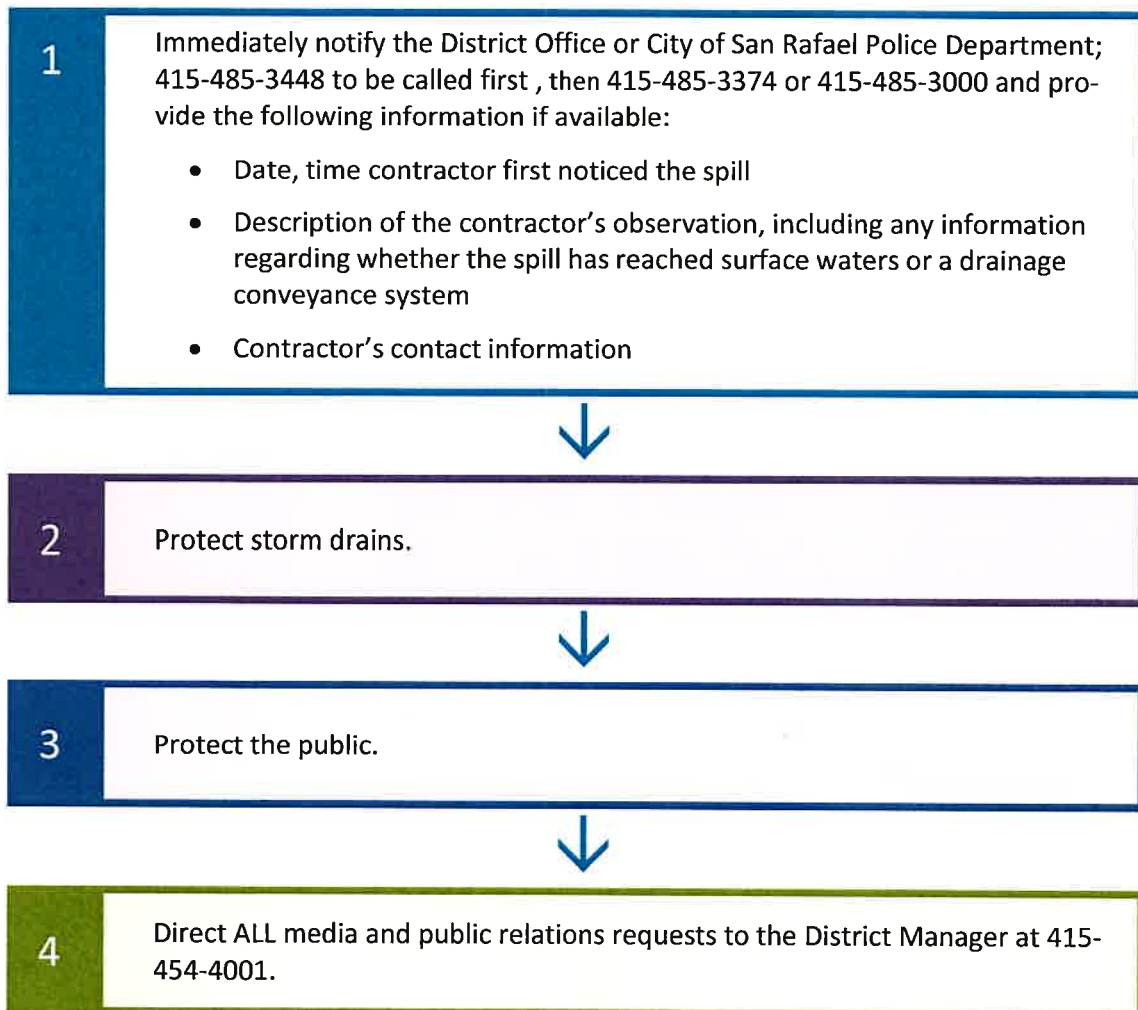 1
Immediately notify the District Office or City of San Rafael Police Department;
415-485-3448 to be called first , then 415-485-3374 or 415-485-3000 and pro-
vide the following information if available:
• Date, time contractor first noticed the spill
• Description of the contractor's observation, including any information
regarding whether the spill has reached surface waters or a drainage
conveyance system
• Contractor's contact information
2
Protect storm drains.
3
Protect the public.
4
Direct ALL media and public relations requests to the District Manager at 415-
454-4001.